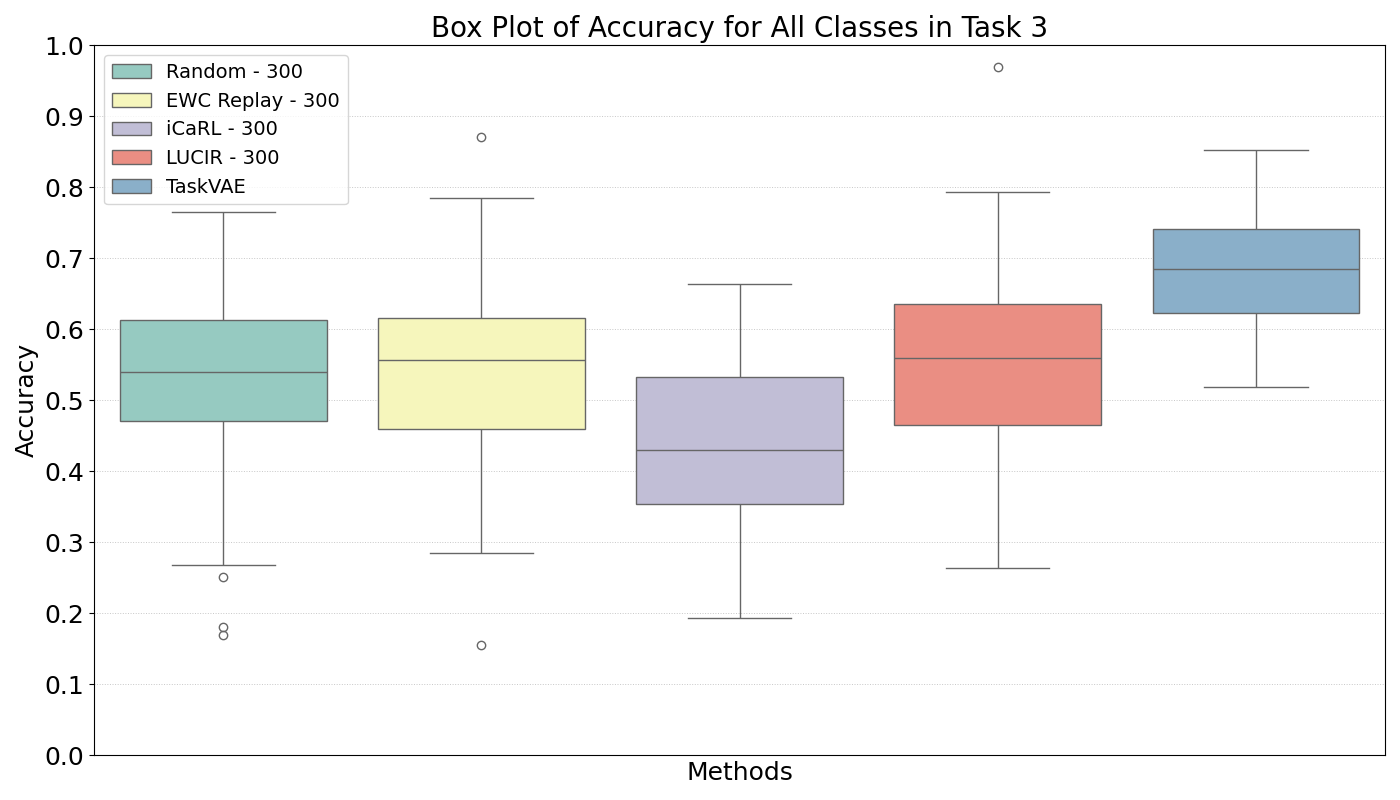 Box Plot of Accuracy for All Classes in Task 3
1.0
0.9
0.8
0.7
0.6
0.5
0.4
0.3
0.2
0.1
0.0
Accuracy
Random - 300
EWC Replay - 300
iCaRL - 300
LUCIR - 300
TaskVAE
Methods